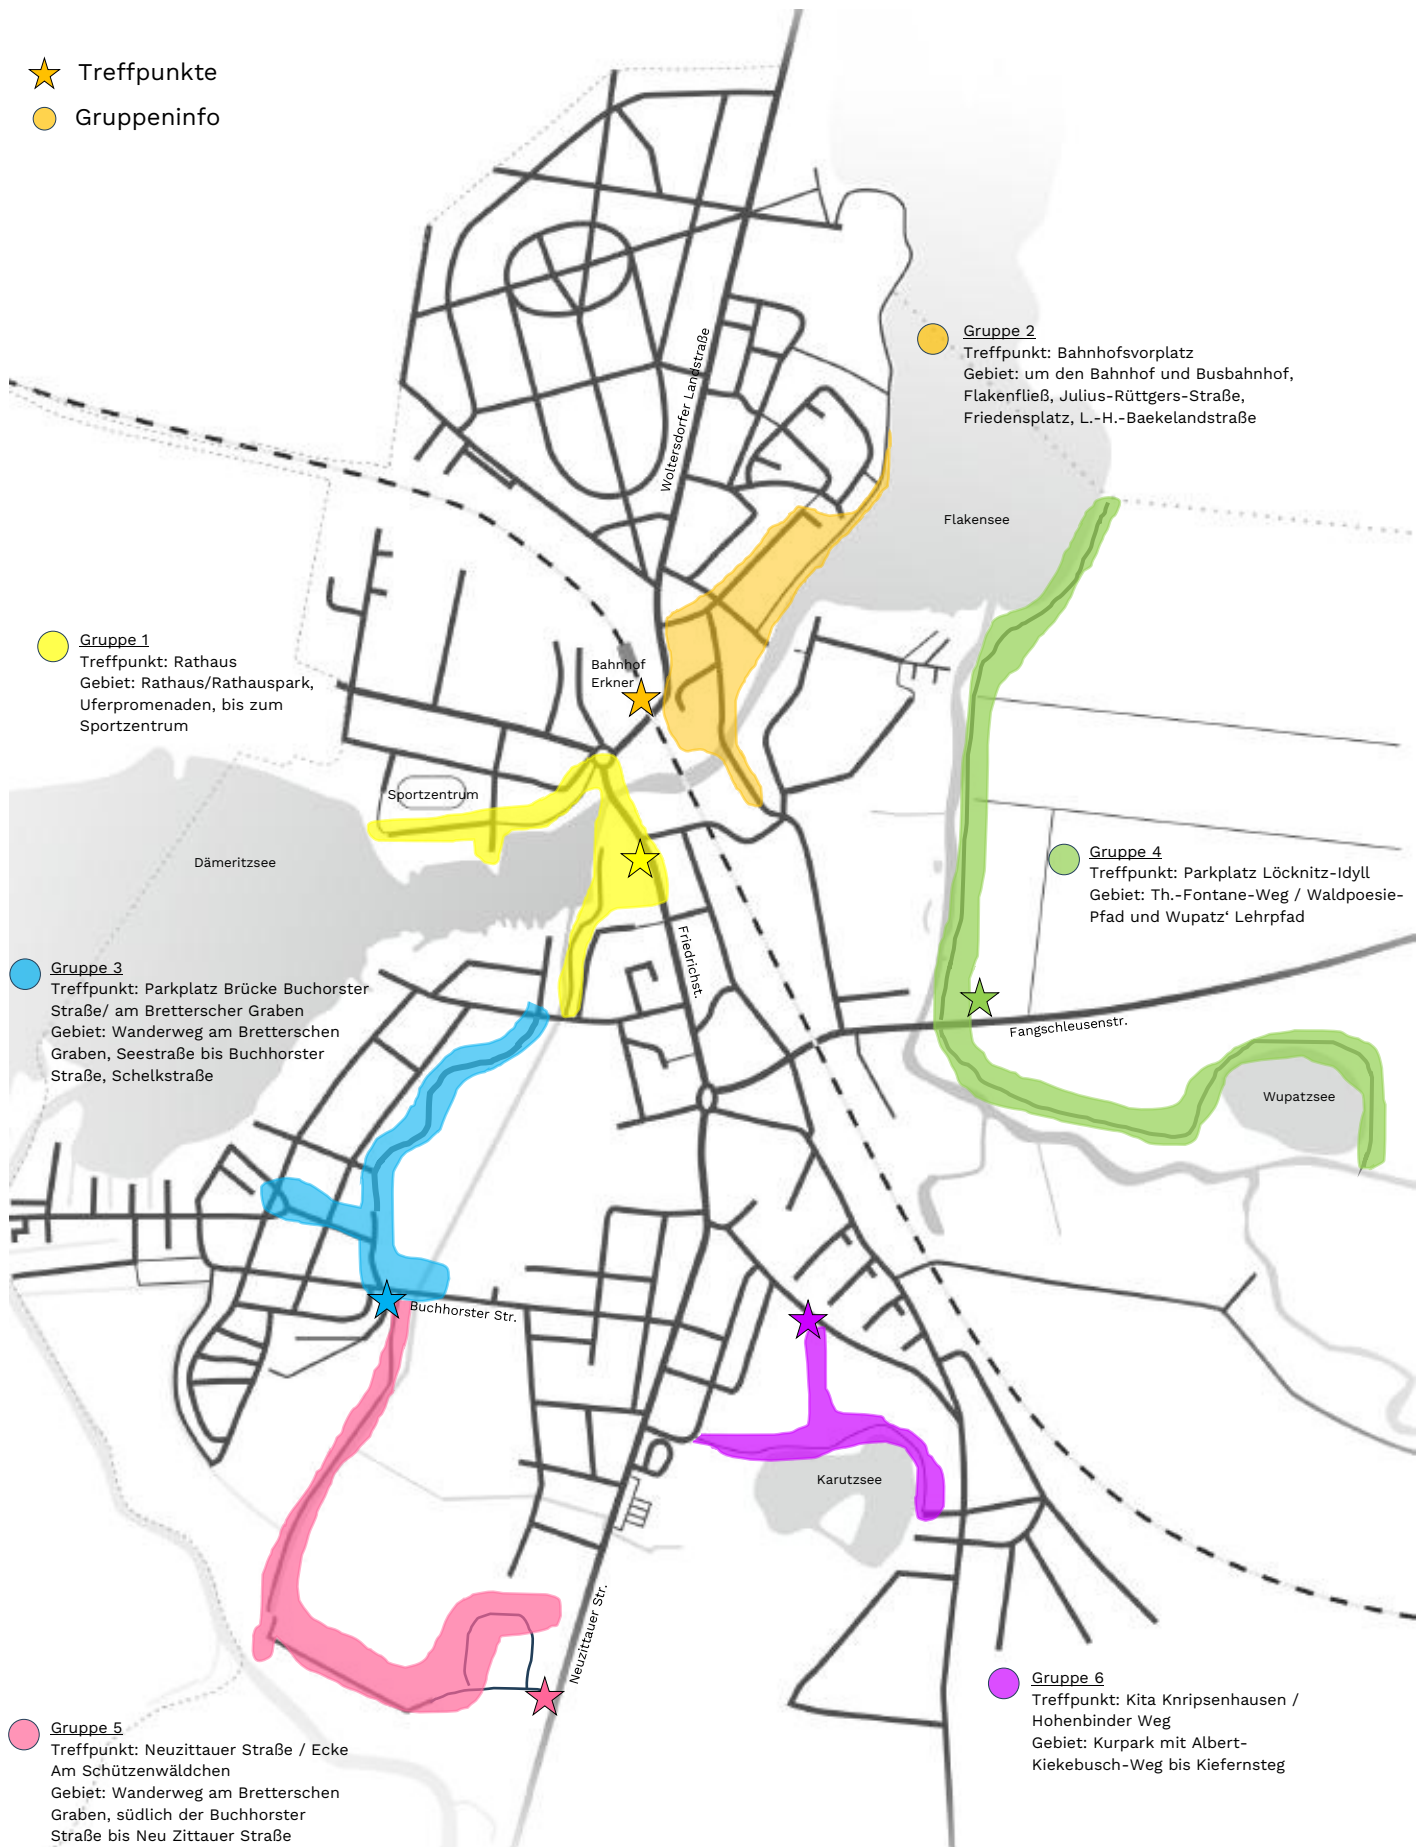 Treffpunkte
Gruppeninfo
Gruppe 2
Treffpunkt: Bahnhofsvorplatz
Gebiet: um den Bahnhof und Busbahnhof,
Flakenfließ, Julius-Rüttgers-Straße,
Friedensplatz, L.-H.-Baekelandstraße
Woltersdorfer Landstraße
Flakensee
Gruppe 1
Treffpunkt: Rathaus
Gebiet: Rathaus/Rathauspark,
Uferpromenaden, bis zum
Sportzentrum
Bahnhof
Erkner
Sportzentrum
Dämeritzsee
Gruppe 4
Treffpunkt: Parkplatz Löcknitz-Idyll
Gebiet: Th.-Fontane-Weg / Waldpoesie-
Pfad und Wupatz‘ Lehrpfad
Friedrichst.
Gruppe 3
Treffpunkt: Parkplatz Brücke Buchorster
Straße/ am Bretterscher Graben
Gebiet: Wanderweg am Bretterschen
Graben, Seestraße bis Buchhorster
Straße, Schelkstraße
Fangschleusenstr.
Wupatzsee
Buchhorster Str.
Karutzsee
Neuzittauer Str.
Gruppe 6
Treffpunkt: Kita Knripsenhausen /
Hohenbinder Weg
Gebiet: Kurpark mit Albert-
Kiekebusch-Weg bis Kiefernsteg
Gruppe 5
Treffpunkt: Neuzittauer Straße / Ecke
Am Schützenwäldchen
Gebiet: Wanderweg am Bretterschen
Graben, südlich der Buchhorster
Straße bis Neu Zittauer Straße